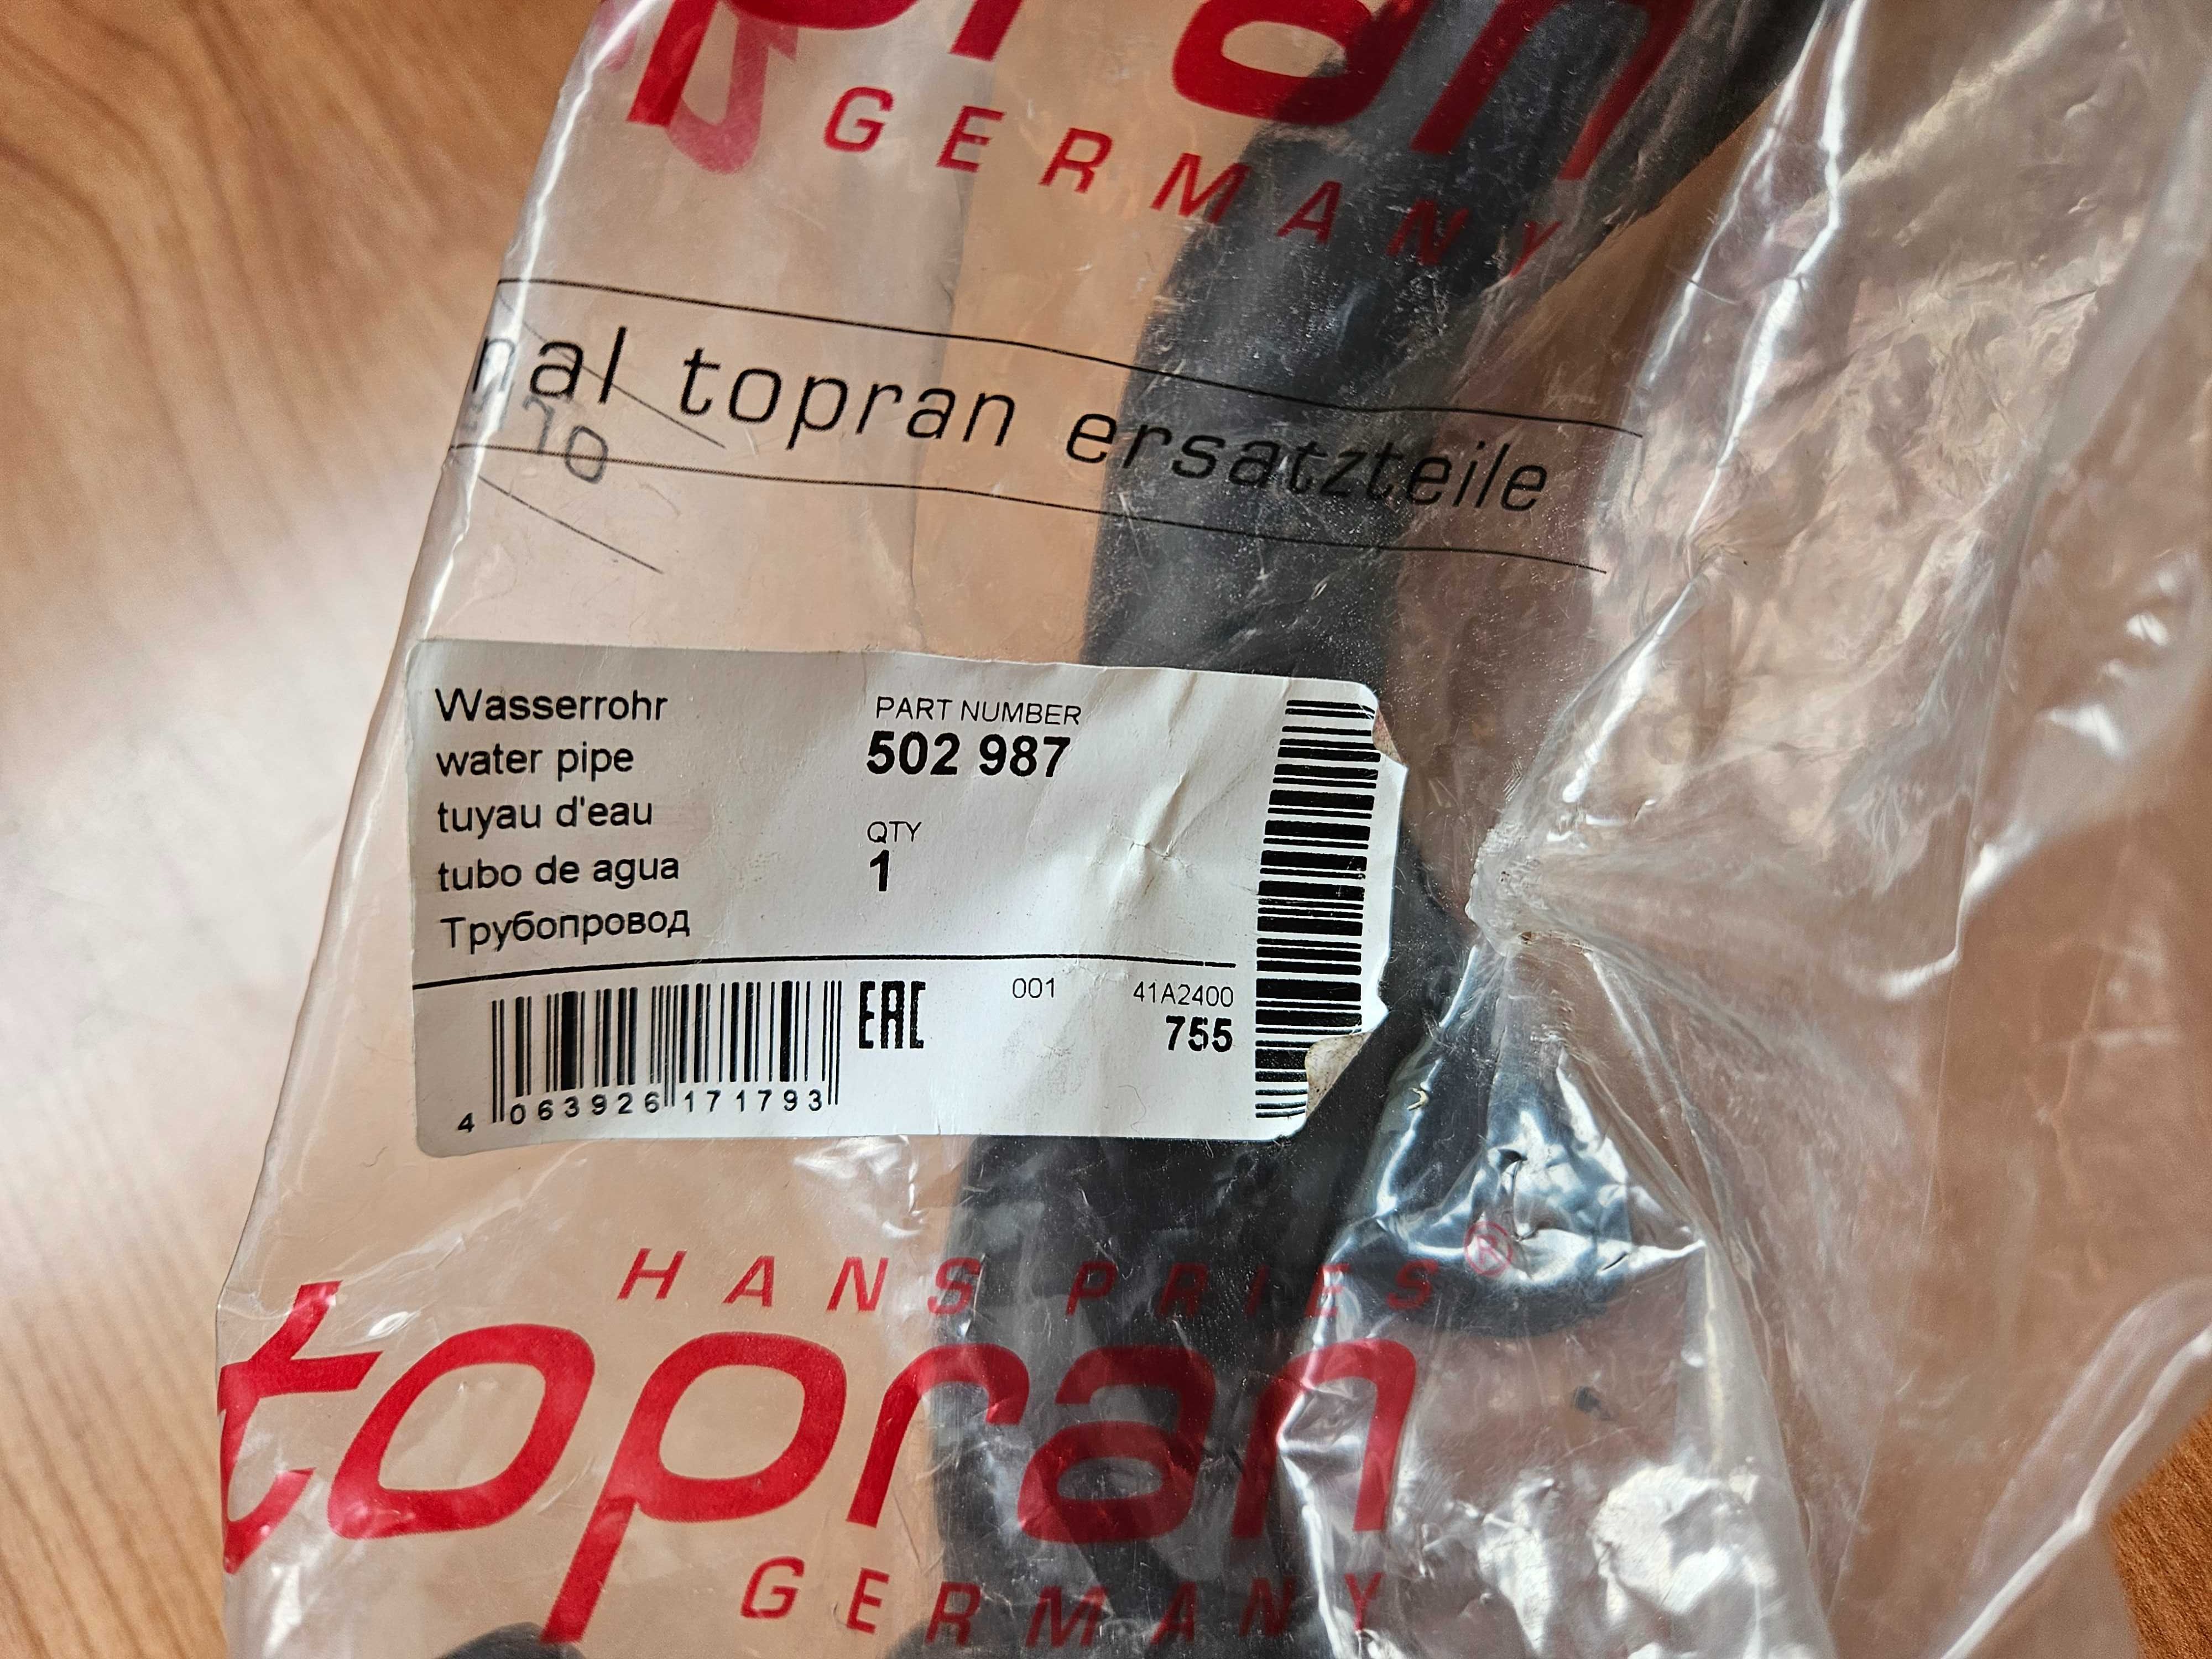 GERMANY
nal topran ersatzteile
Wasserrohr
water pipe
tuyau d'eau
tubo de agua
Трубопровод
PART NUMBER
502 987
QTY
1
4 063926 171793
EAC
001
41A2400
755
HANS PRIES
topran®
GERMANY